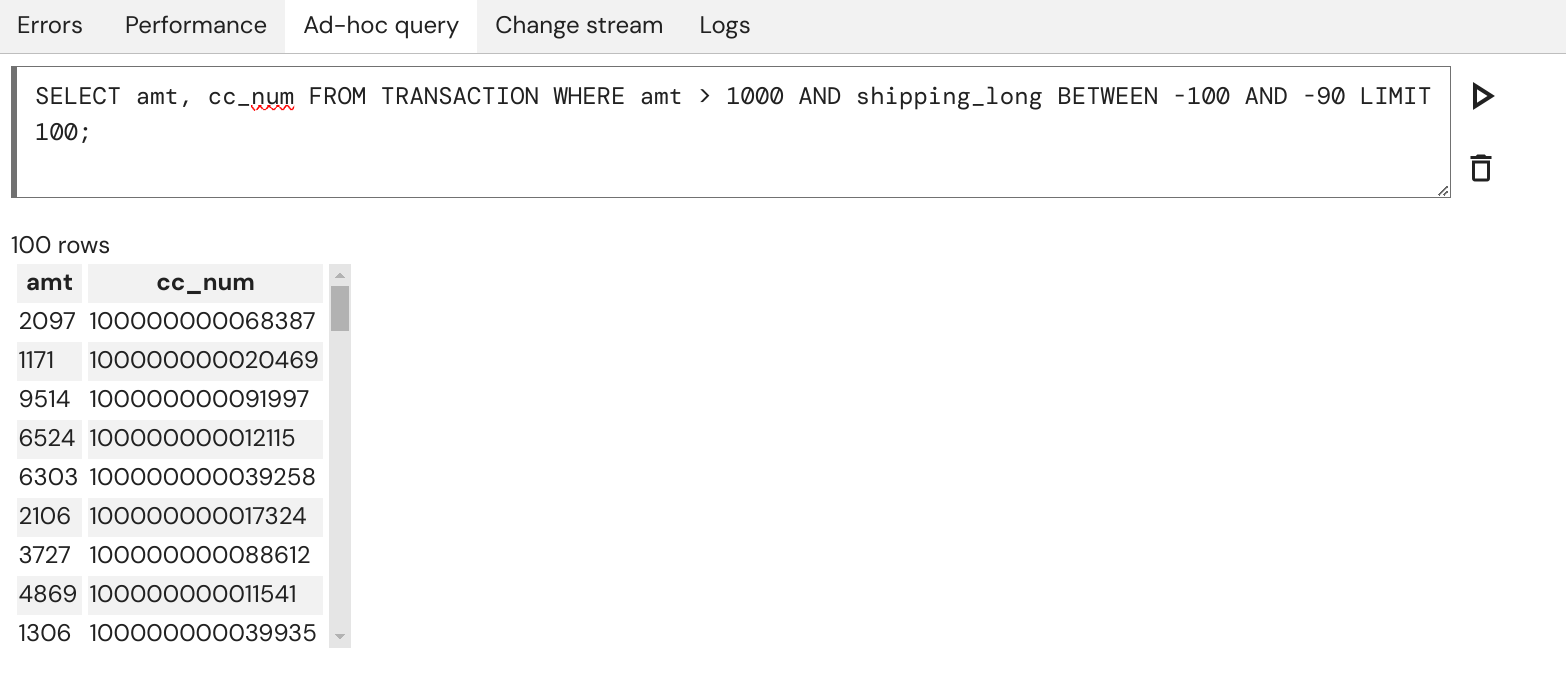 Errors Performance Ad-hoc query Change stream Logs
SELECT amt, cc_num FROM TRANSACTION WHERE amt > 1000 AND shipping_long BETWEEN -100 AND -90 LIMIT
100;
100 rows
amt cc_num
2097 100000000068387
1171 100000000020469
9514 100000000091997
6524 100000000012115
6303 100000000039258
2106 100000000017324
3727 100000000088612
4869 100000000011541
1306 100000000039935